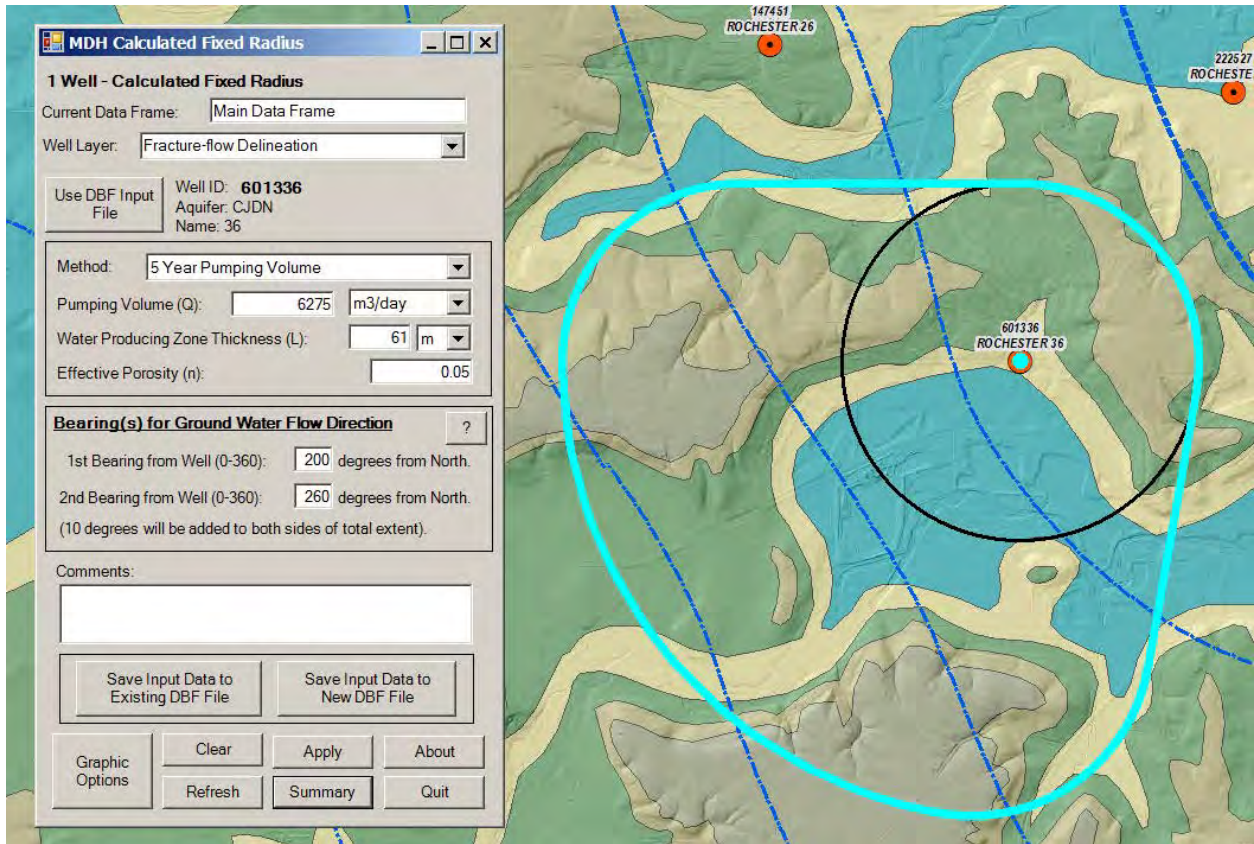 MDH Calculated Fixed Radius
1 Well - Calculated Fixed Radius
Current Data Frame: Main Data Frame
Well Layer: Fracture-flow Delineation
Use DBF Input
File
Well ID: 601336
Aquifer: CJDN
Name: 36
Method: 5 Year Pumping Volume
Pumping Volume (Q): 6275 m3/day
Water Producing Zone Thickness (L): 61 m
Effective Porosity (n): 0.05
Bearing(s) for Ground Water Flow Direction ?
1st Bearing from Well (0-360): 200 degrees from North.
2nd Bearing from Well (0-360): 260 degrees from North.
(10 degrees will be added to both sides of total extent).
Comments:
Save Input Data to
Existing DBF File
Save Input Data to
New DBF File
Graphic
Options
Clear
Apply
About
Refresh
Summary
Quit
147451
ROCHESTER 26
222527
ROCHESTE
601336
ROCHESTER 36